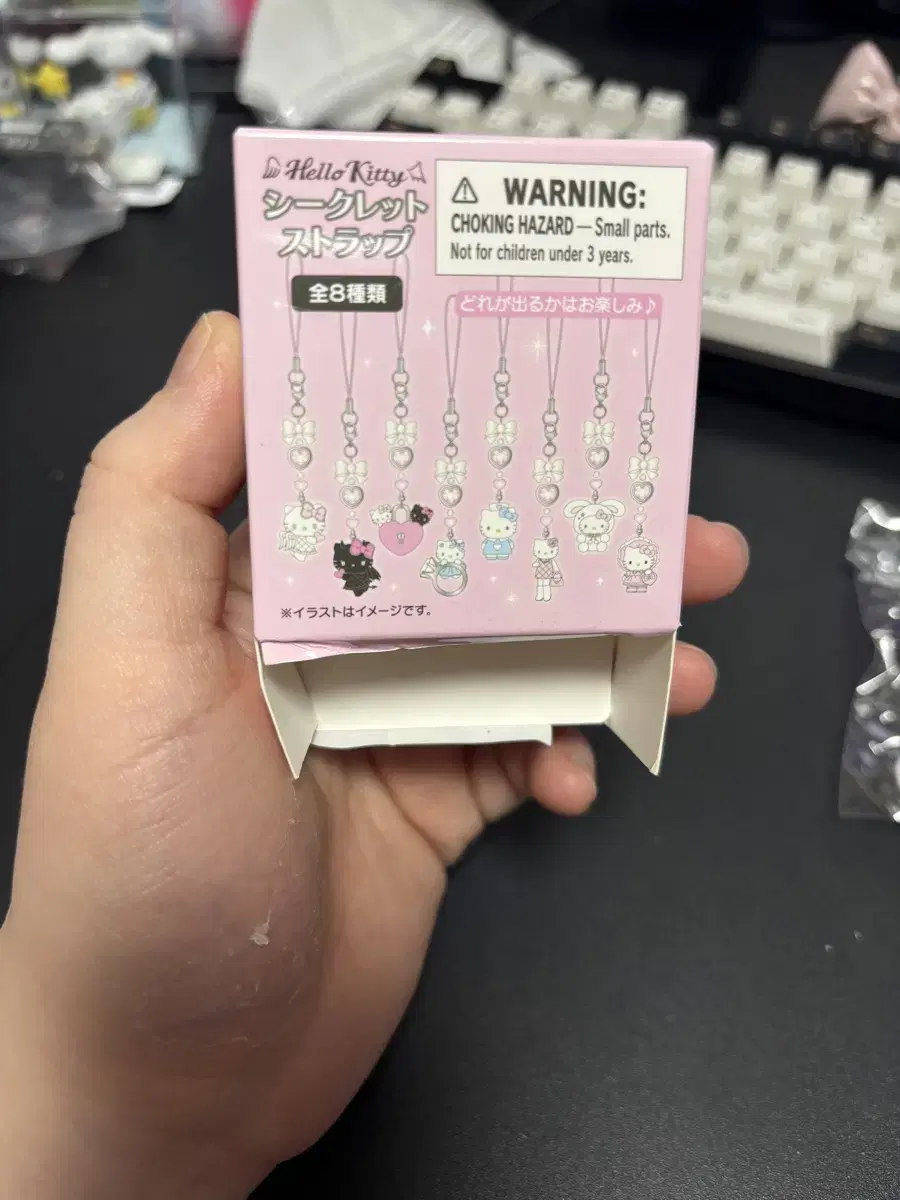 Hello Kitty
シークレット
ストラップ
全8種類
WARNING:
CHOKING HAZARD — Small parts.
Not for children under 3 years.
どれが出るかはお楽しみ♪
※イラストはイメージです。